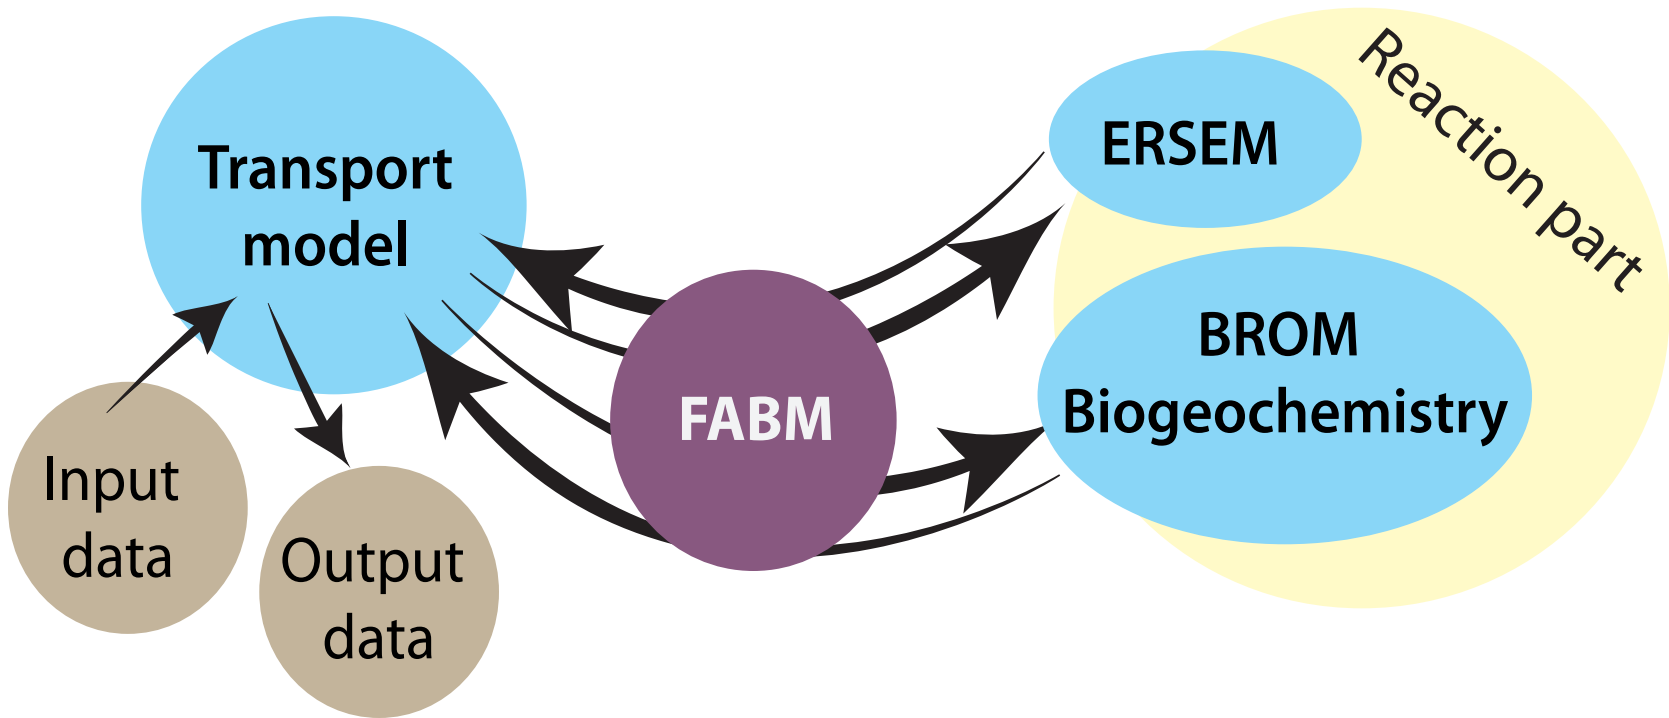 Transport
model
Input
data
Output
data
FABM
ERSEM
BROM
Biogeochemistry
Reaction part